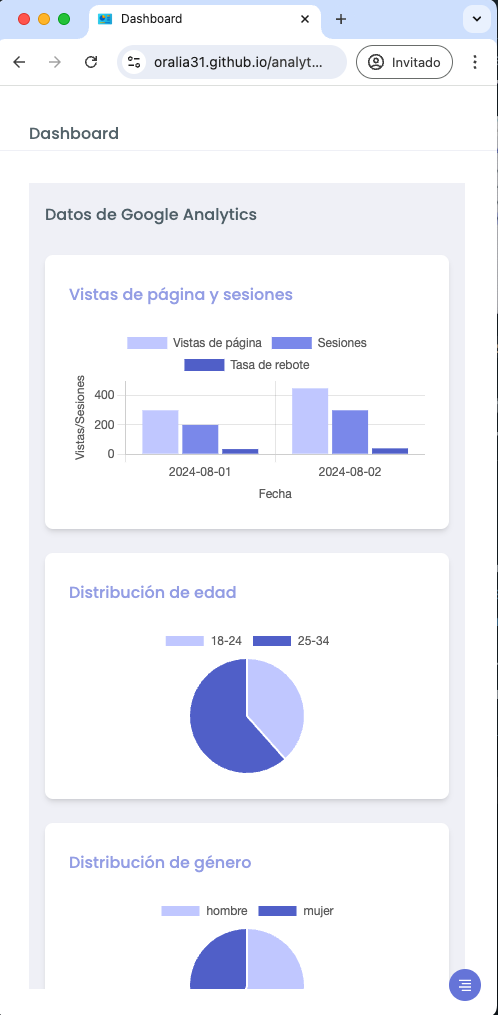 Dashboard
oralia31.github.io/analyt...
Invitado
Dashboard
Datos de Google Analytics
Vistas de página y sesiones
Vistas de página
Sesiones
Tasa de rebote
Vistas/Sesiones
400
200
0
2024-08-01
2024-08-02
Fecha
Distribución de edad
18-24
25-34
Distribución de género
hombre
mujer